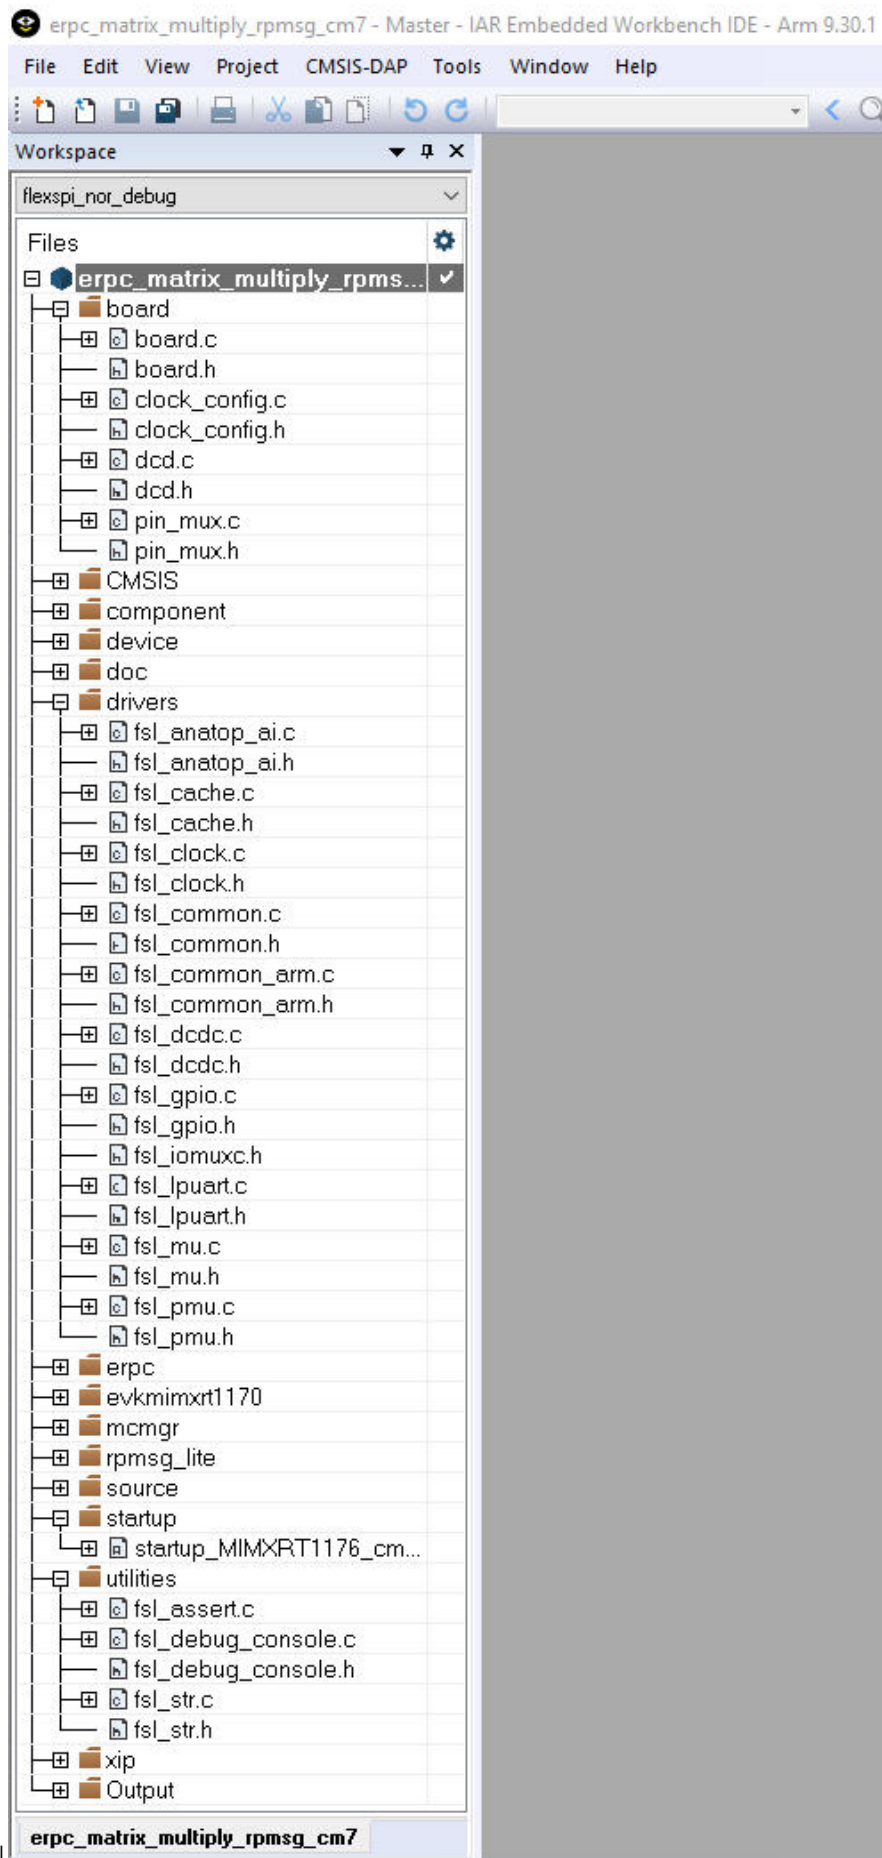 erpc_matrix_multiply_rpmsg_cm7 - Master - IAR Embedded Workbench IDE - Arm 9.30.1
File Edit View Project CMSIS-DAP Tools Window Help
Workspace
flexspi_nor_debug
Files
erpc_matrix_multiply_rpms...
board
board.c
board.h
clock_config.c
clock_config.h
dcd.c
dcd.h
pin_mux.c
pin_mux.h
CMSIS
component
device
doc
drivers
fsl_anatop_ai.c
fsl_anatop_ai.h
fsl_cache.c
fsl_cache.h
fsl_clock.c
fsl_clock.h
fsl_common.c
fsl_common.h
fsl_common_arm.c
fsl_common_arm.h
fsl_dcdc.c
fsl_dcdc.h
fsl_gpio.c
fsl_gpio.h
fsl_iomuxc.h
fsl_lpuart.c
fsl_lpuart.h
fsl_mu.c
fsl_mu.h
fsl_pmu.c
fsl_pmu.h
erpc
evkmimxrt1170
mcmgr
rpmsg_lite
source
startup
startup_MIMXRT1176_cm...
utilities
fsl_assert.c
fsl_debug_console.c
fsl_debug_console.h
fsl_str.c
fsl_str.h
xip
Output
erpc_matrix_multiply_rpmsg_cm7